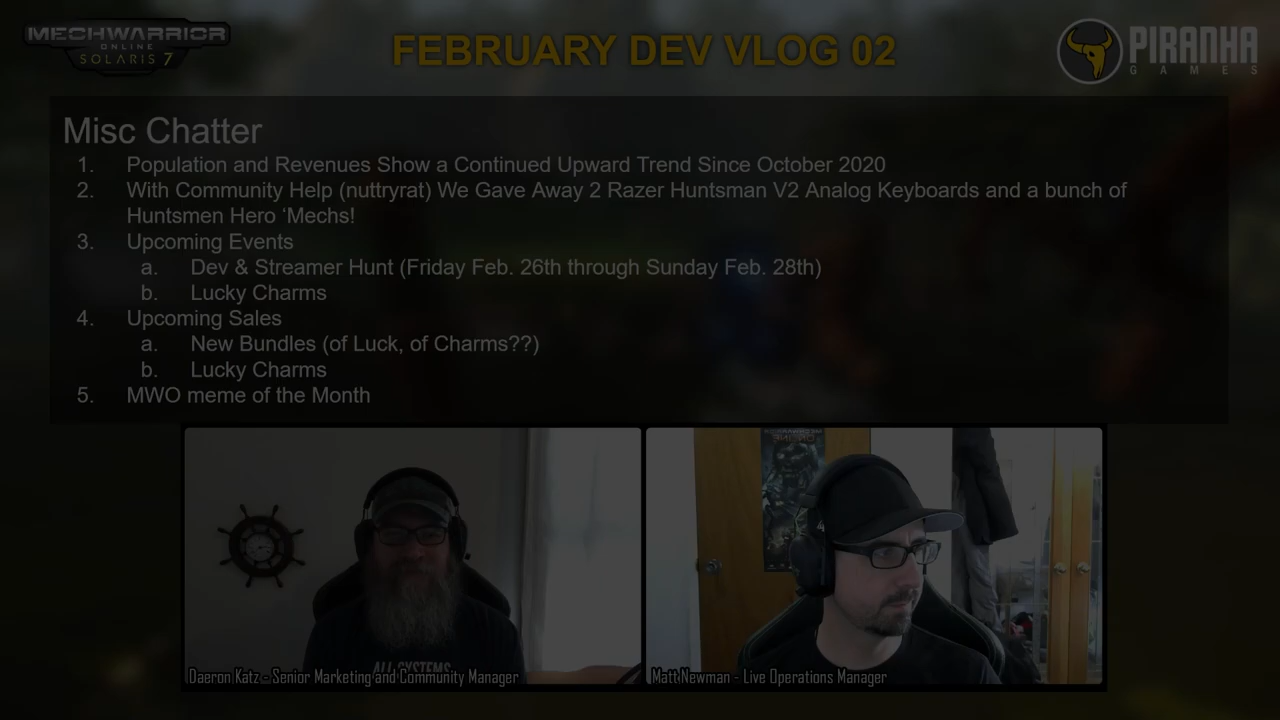 MECHWARRIOR
ONLINE
SOLARIS 7
FEBRUARY DEV VLOG 02
PIRANHA
GAMES
Misc Chatter
1. Population and Revenues Show a Continued Upward Trend Since October 2020
2. With Community Help (nuttryrat) We Gave Away 2 Razer Huntsman V2 Analog Keyboards and a bunch of
Huntsmen Hero ‘Mechs!
3. Upcoming Events
a. Dev & Streamer Hunt (Friday Feb. 26th through Sunday Feb. 28th)
b. Lucky Charms
4. Upcoming Sales
a. New Bundles (of Luck, of Charms??)
b. Lucky Charms
5. MWO meme of the Month
ALL SYSTEMS
Daeron Katz - Senior Marketing and Community Manager
Matt Newman - Live Operations Manager